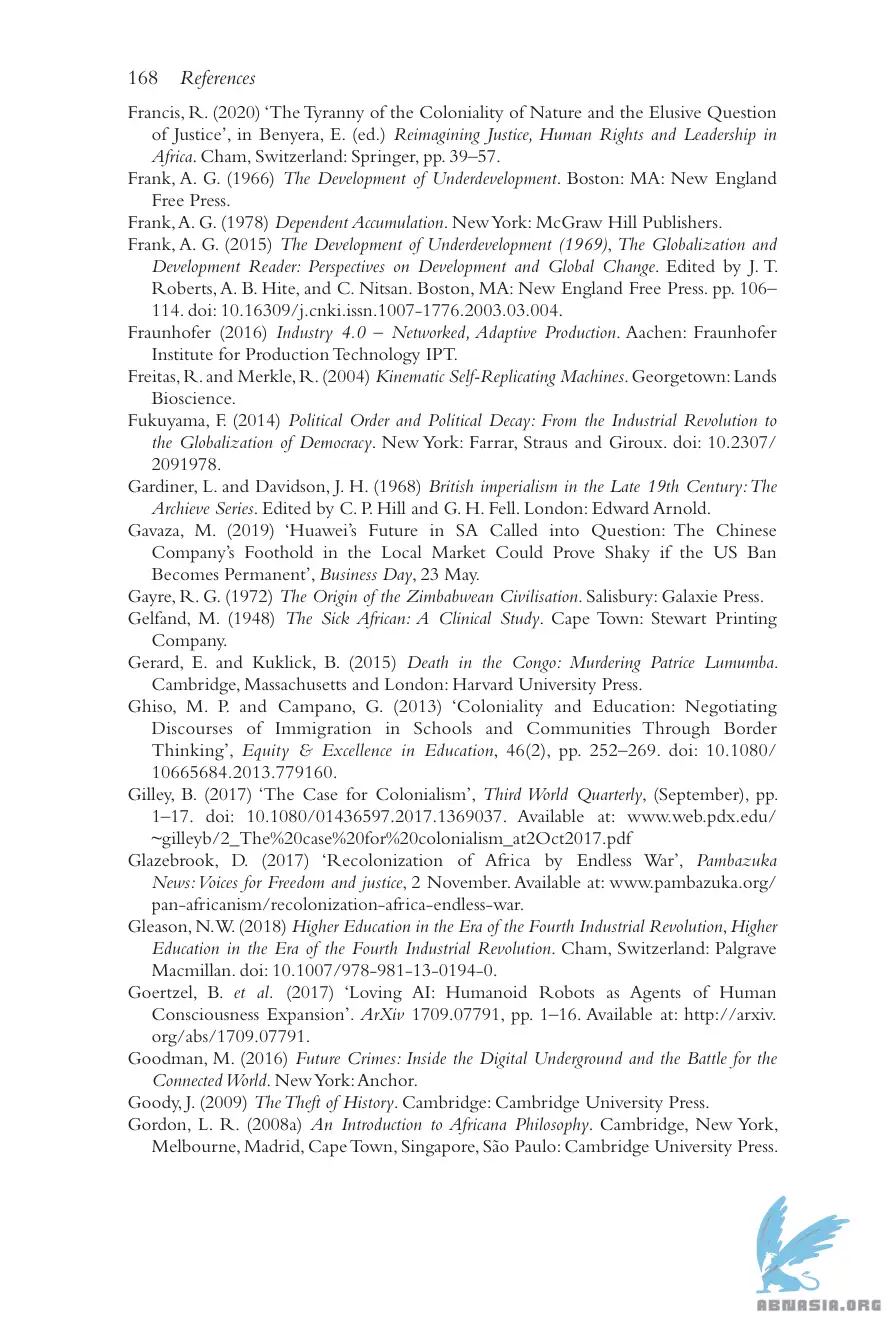 168 References
Francis, R. (2020) ‘The Tyranny of the Coloniality of Nature and the Elusive Question
of Justice’, in Benyera, E. (ed.) Reimagining Justice, Human Rights and Leadership in
Africa. Cham, Switzerland: Springer, pp. 39–57.
Frank, A. G. (1966) The Development of Underdevelopment. Boston: MA: New England
Free Press.
Frank, A. G. (1978) Dependent Accumulation. New York: McGraw Hill Publishers.
Frank, A. G. (2015) The Development of Underdevelopment (1969), The Globalization and
Development Reader: Perspectives on Development and Global Change. Edited by J. T.
Roberts, A. B. Hite, and C. Nitsan. Boston, MA: New England Free Press. pp. 106–
114. doi: 10.16309/j.cnki.issn.1007-1776.2003.03.004.
Fraunhofer (2016) Industry 4.0 – Networked, Adaptive Production. Aachen: Fraunhofer
Institute for Production Technology IPT.
Freitas, R. and Merkle, R. (2004) Kinematic Self-Replicating Machines. Georgetown: Lands
Bioscience.
Fukuyama, F. (2014) Political Order and Political Decay: From the Industrial Revolution to
the Globalization of Democracy. New York: Farrar, Straus and Giroux. doi: 10.2307/
2091978.
Gardiner, L. and Davidson, J. H. (1968) British imperialism in the Late 19th Century: The
Archieve Series. Edited by C. P. Hill and G. H. Fell. London: Edward Arnold.
Gavaza, M. (2019) ‘Huawei’s Future in SA Called into Question: The Chinese
Company’s Foothold in the Local Market Could Prove Shaky if the US Ban
Becomes Permanent’, Business Day, 23 May.
Gayre, R. G. (1972) The Origin of the Zimbabwean Civilisation. Salisbury: Galaxie Press.
Gelfand, M. (1948) The Sick African: A Clinical Study. Cape Town: Stewart Printing
Company.
Gerard, E. and Kuklick, B. (2015) Death in the Congo: Murdering Patrice Lumumba.
Cambridge, Massachusetts and London: Harvard University Press.
Ghiso, M. P. and Campano, G. (2013) ‘Coloniality and Education: Negotiating
Discourses of Immigration in Schools and Communities Through Border
Thinking’, Equity & Excellence in Education, 46(2), pp. 252–269. doi: 10.1080/
10665684.2013.779160.
Gilley, B. (2017) ‘The Case for Colonialism’, Third World Quarterly, (September), pp.
1–17. doi: 10.1080/01436597.2017.1369037. Available at: www.web.pdx.edu/
~gilleyb/2_The%20case%20for%20colonialism_at2Oct2017.pdf
Glazebrook, D. (2017) ‘Recolonization of Africa by Endless War’, Pambazuka
News: Voices for Freedom and justice, 2 November. Available at: www.pambazuka.org/
pan-africanism/recolonization-africa-endless-war.
Gleason, N.W. (2018) Higher Education in the Era of the Fourth Industrial Revolution, Higher
Education in the Era of the Fourth Industrial Revolution. Cham, Switzerland: Palgrave
Macmillan. doi: 10.1007/978-981-13-0194-0.
Goertzel, B. et al. (2017) ‘Loving AI: Humanoid Robots as Agents of Human
Consciousness Expansion’. ArXiv 1709.07791, pp. 1–16. Available at: http://arxiv.
org/abs/1709.07791.
Goodman, M. (2016) Future Crimes: Inside the Digital Underground and the Battle for the
Connected World. New York: Anchor.
Goody, J. (2009) The Theft of History. Cambridge: Cambridge University Press.
Gordon, L. R. (2008a) An Introduction to Africana Philosophy. Cambridge, New York,
Melbourne, Madrid, Cape Town, Singapore, São Paulo: Cambridge University Press.
ABNASIA.ORG